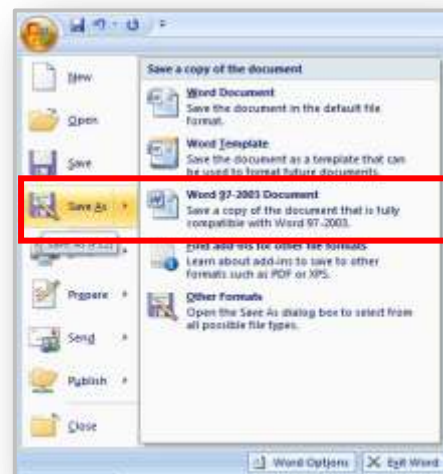 New
Open
Save
Save As
Prepare
Send
Publish
Close
Save a copy of the document
Word Document
Save the document in the default file
format.
Word Template
Save the document as a template that can
be used to format future documents.
Word 97-2003 Document
Save a copy of the document that is fully
compatible with Word 97-2003.
Find add-ins for other file formats
Learn about add-ins to save to other
formats such as PDF or XPS.
Other Formats
Open the Save As dialog box to select from
all possible file types.
Word Options
Exit Word